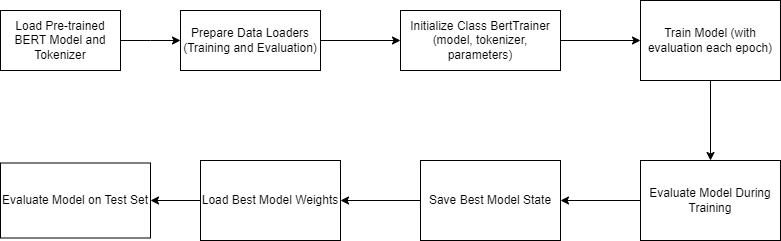 Load Pre-trained
BERT Model and
Tokenizer
Prepare Data Loaders
(Training and Evaluation)
Initialize Class BertTrainer
(model, tokenizer,
parameters)
Train Model (with
evaluation each epoch)
Evaluate Model During
Training
Save Best Model State
Load Best Model Weights
Evaluate Model on Test Set